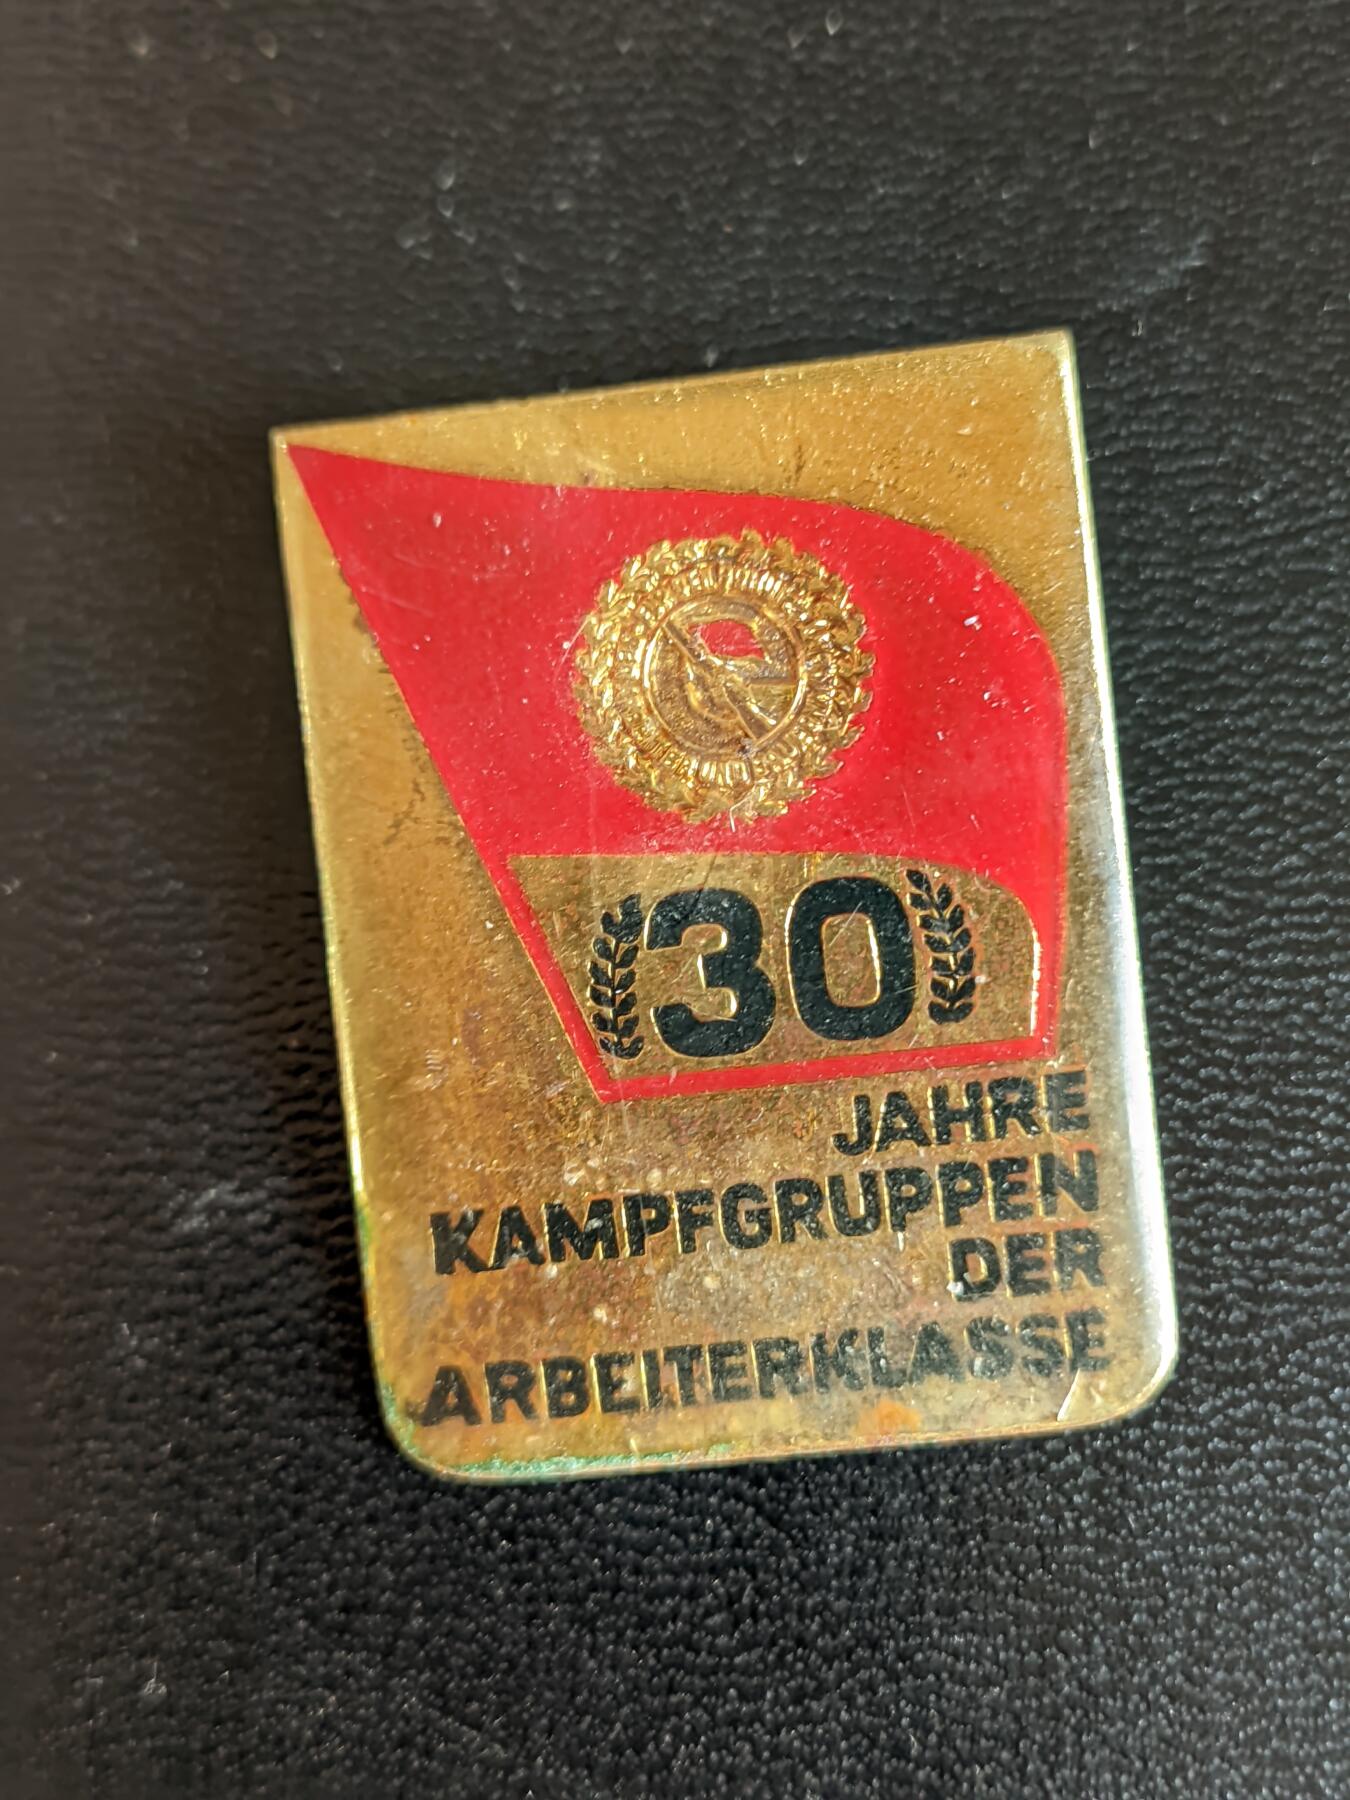 30
JAHRE
KAMPFGRUPPEN
DER
ARBEITERKLASSE